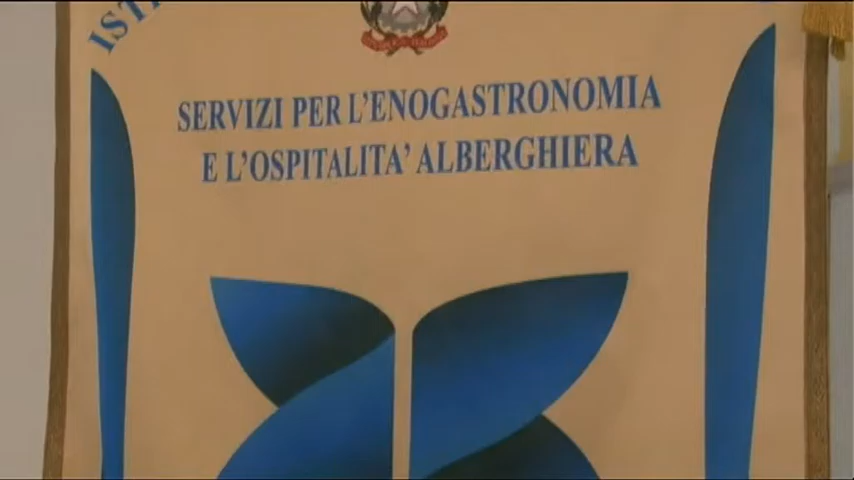 SERVIZI PER L'ENOGASTRONOMIA
E L'OSPITALITA' ALBERGHIERA